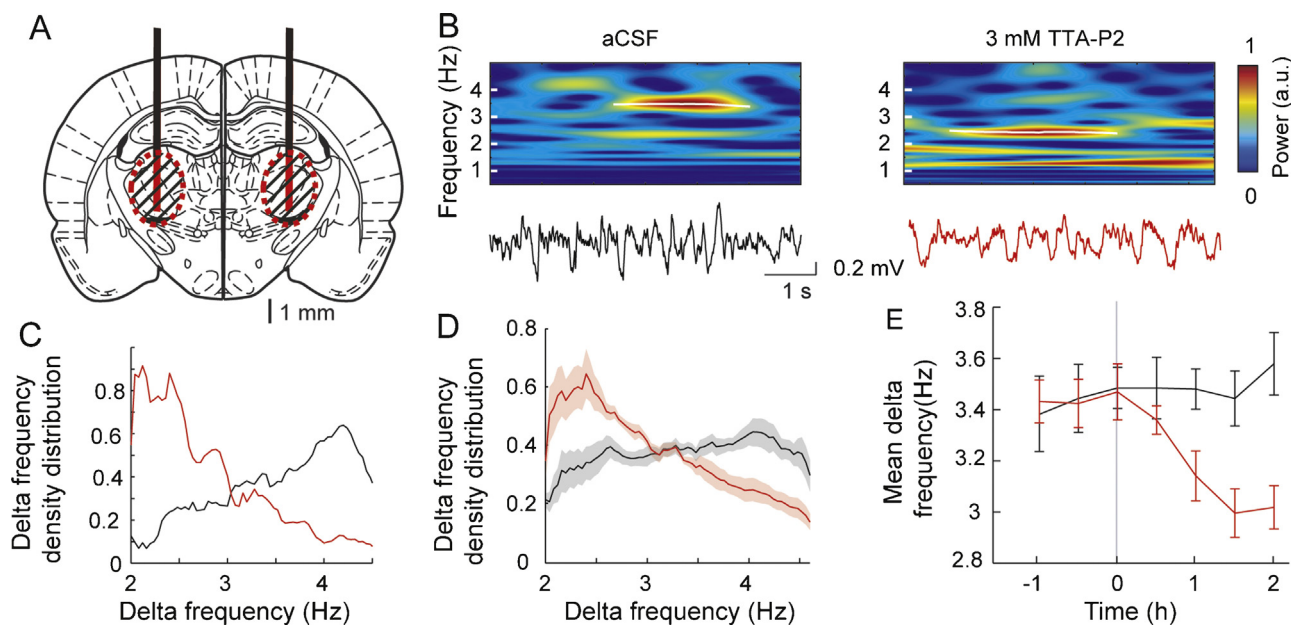 A
1 mm
B
aCSF
3 mM TTA-P2
Frequency (Hz)
4
3
2
1
4
3
2
1
1
0
Power (a.u.)
0.2 mV
1 s
C
Delta frequency
density distribution
0.8
0.6
0.4
0.2
0
2
3
4
Delta frequency (Hz)
D
Delta frequency
density distribution
0.8
0.6
0.4
0.2
0
2
3
4
Delta frequency (Hz)
E
Mean delta
frequency(Hz)
3.8
3.6
3.4
3.2
3
2.8
-1
0
1
2
Time (h)